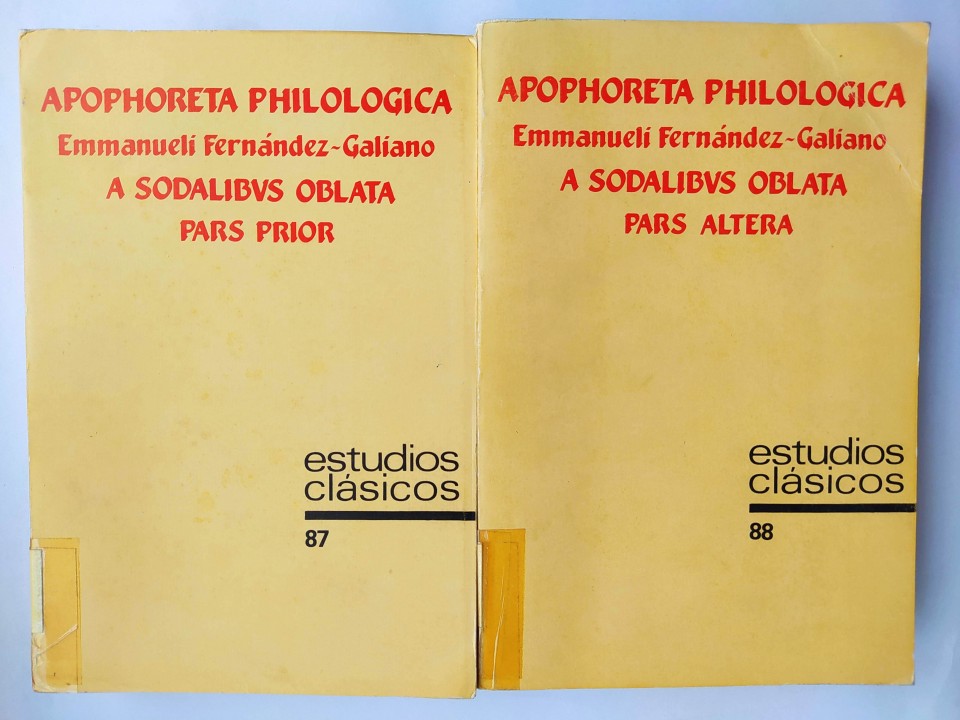 APOPHORETA PHILOLOGICA
Emmanueli Fernández-Galiano
A SODALIBVS OBLATA
PARS PRIOR
estudios
clásicos
87
APOPHORETA PHILOLOGICA
Emmanueli Fernández-Galiano
A SODALIBVS OBLATA
PARS ALTERA
estudios
clásicos
88